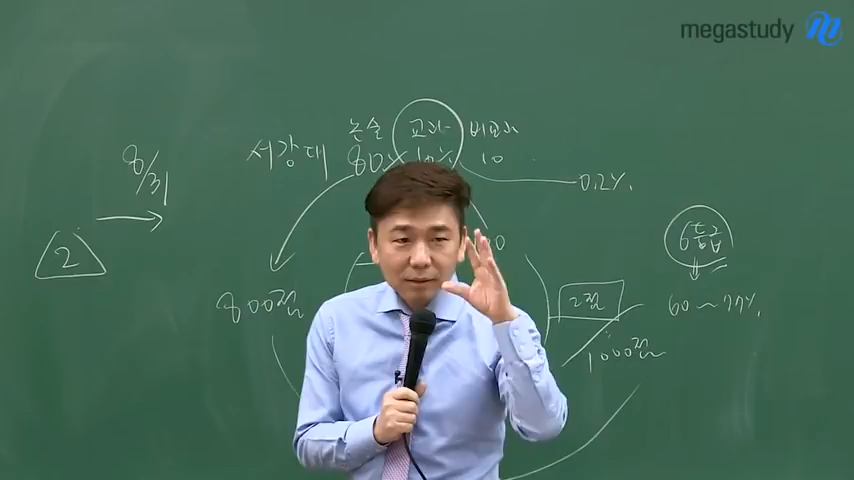 megastudy
논술 교과 비교과
서강대 80% 10% 10
8/31
0.2%.
2
6등급
800점
2점
60~77%.
1000점